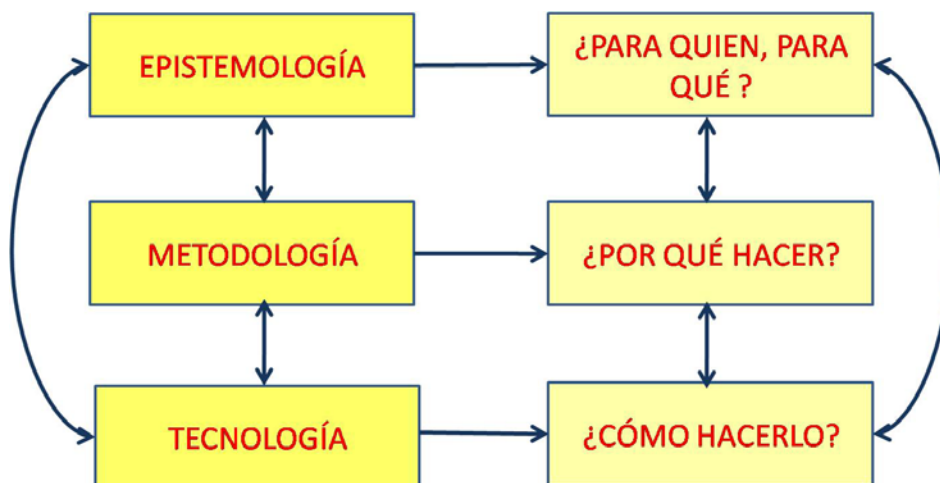 EPISTEMOLOGÍA
¿PARA QUIEN, PARA
QUÉ ?
METODOLOGÍA
¿POR QUÉ HACER?
TECNOLOGÍA
¿CÓMO HACERLO?